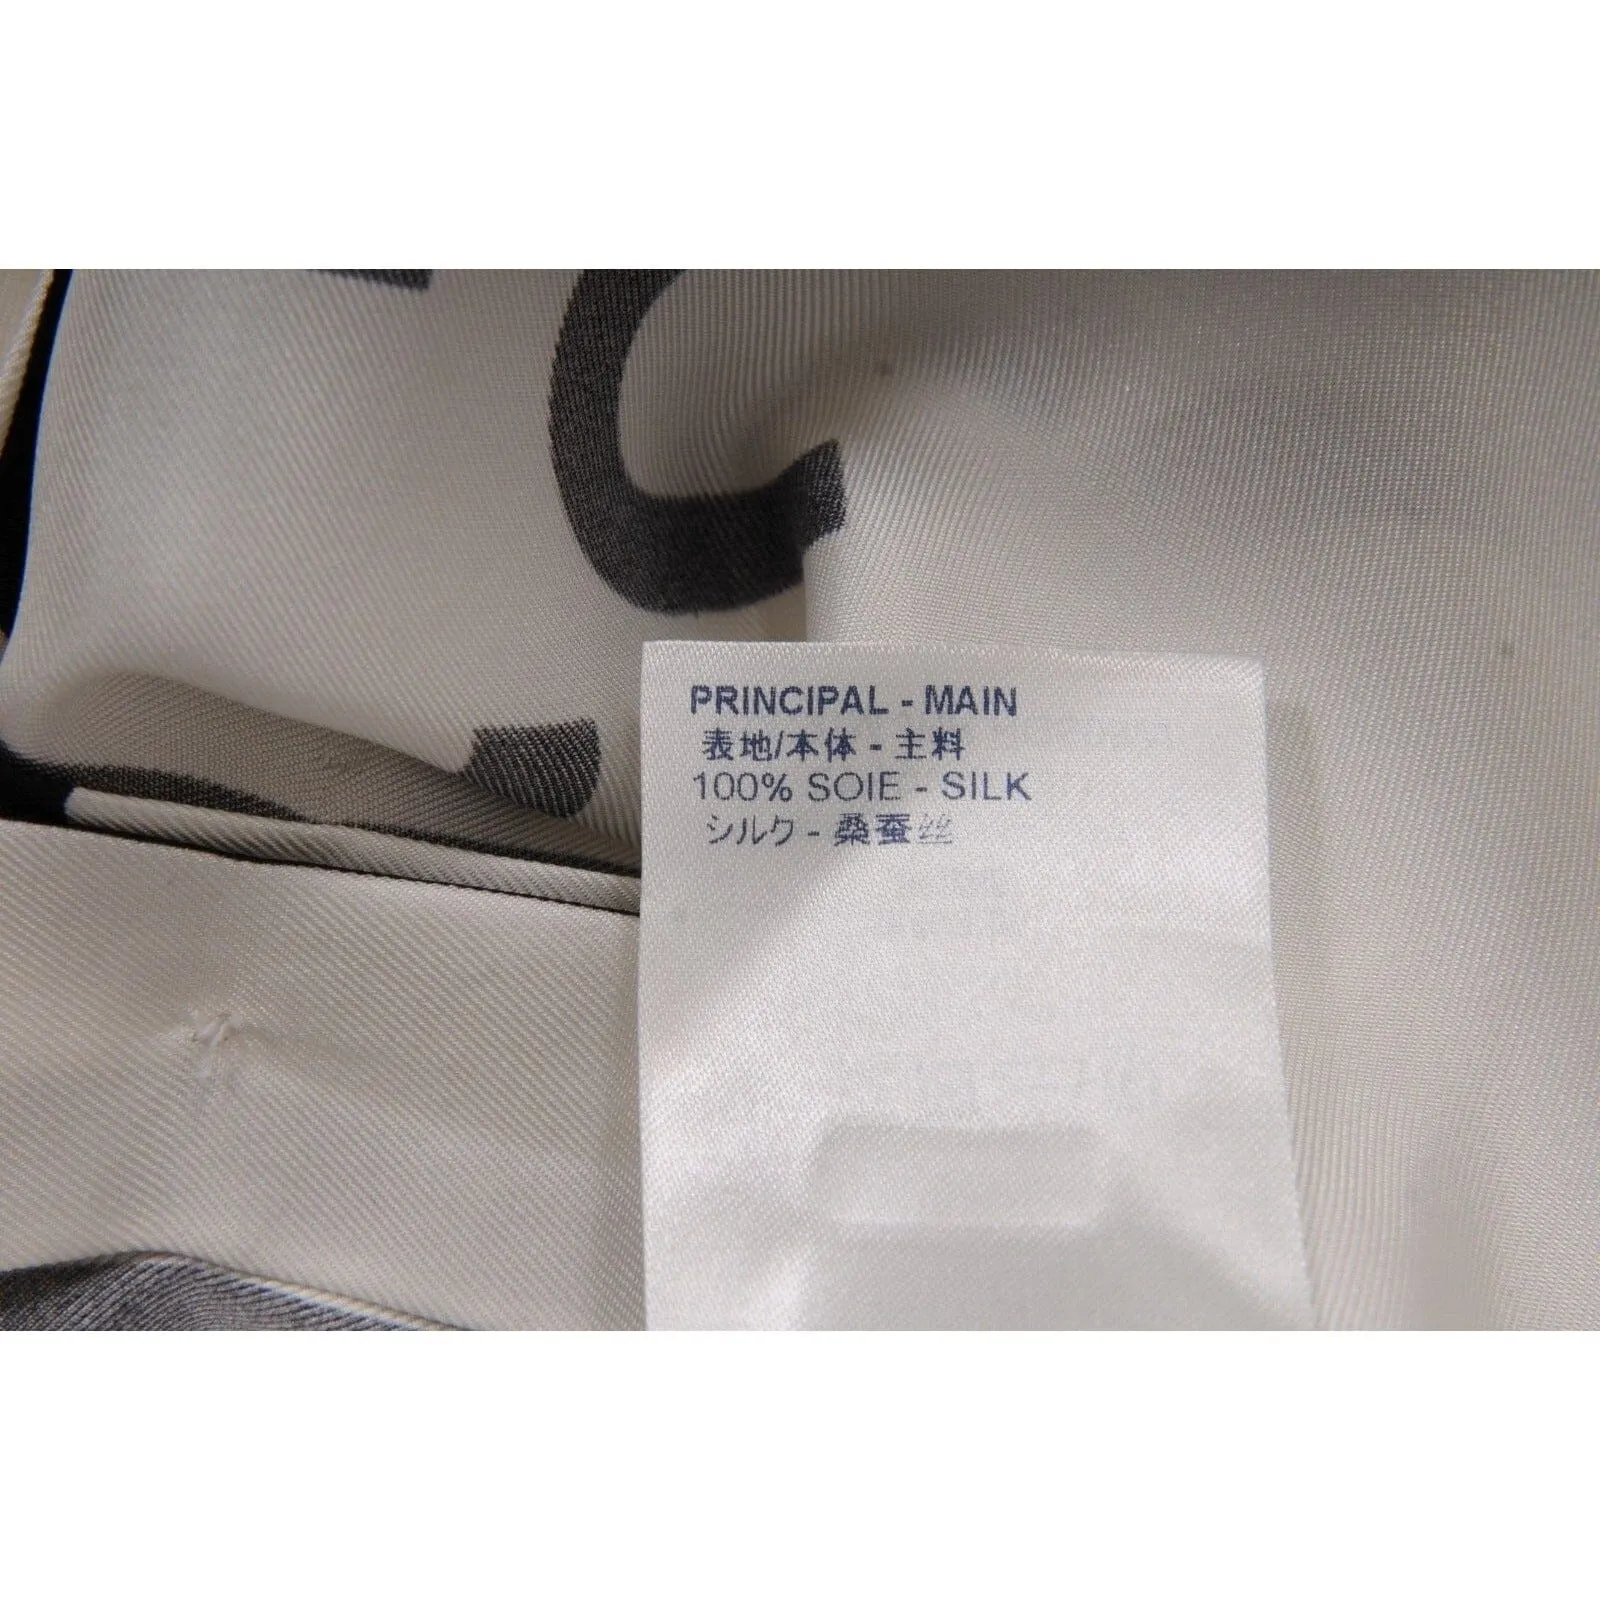 PRINCIPAL - MAIN
表地/本体 - 主料
100% SOIE - SILK
シルク - 桑蚕丝